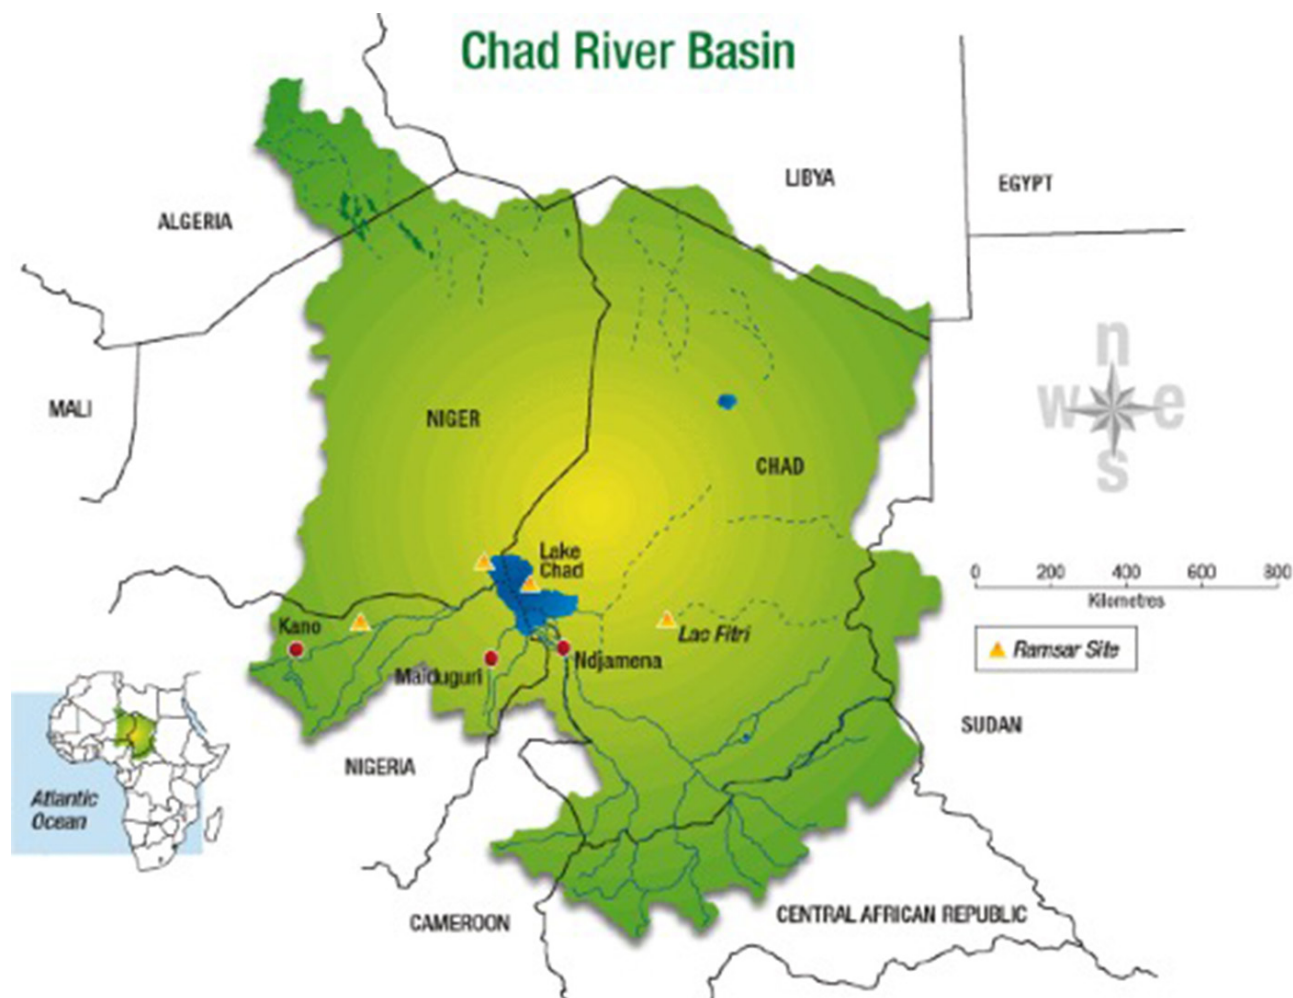 Chad River Basin
LIBYA
EGYPT
ALGERIA
n
w e
s
MALI
NIGER
CHAD
Lake
Chad
0 200 400 600 800
Kilometres
Kano
Lac Fitri
Ramsar Site
Maiduguri
Ndjamena
SUDAN
NIGERIA
Atlantic
Ocean
CAMEROON
CENTRAL AFRICAN REPUBLIC